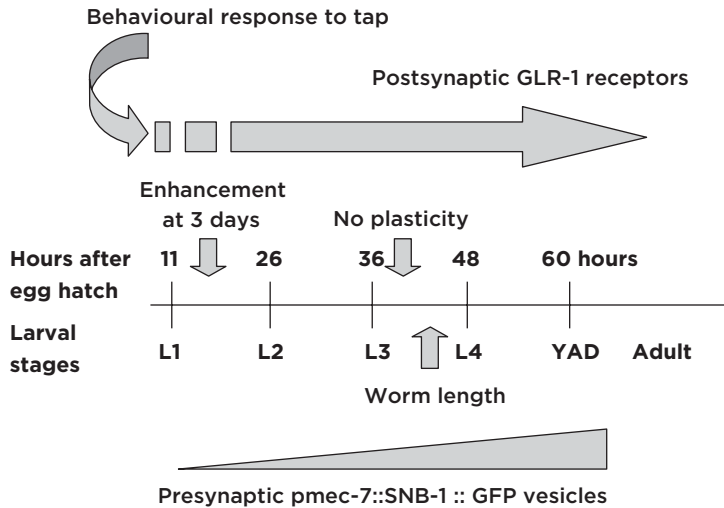 Behavioural response to tap
Postsynaptic GLR-1 receptors
Enhancement
at 3 days
No plasticity
Hours after
egg hatch
11 26 36 48 60 hours
Larval
stages
L1 L2 L3 L4 YAD Adult
Worm length
Presynaptic pmec-7::SNB-1 :: GFP vesicles